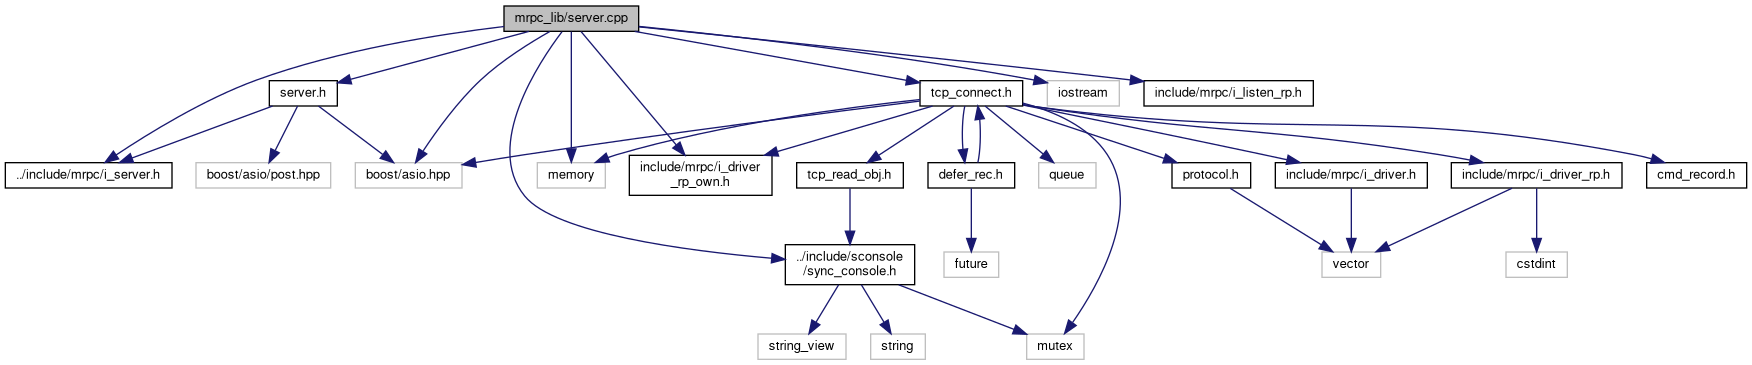 mrpc_lib/server.cpp
server.h
tcp_connect.h
iostream
include/mrpc/i_listen_rp.h
../include/mrpc/i_server.h
boost/asio/post.hpp
boost/asio.hpp
memory
include/mrpc/i_driver
_rp_own.h
tcp_read_obj.h
defer_rec.h
queue
protocol.h
include/mrpc/i_driver.h
include/mrpc/i_driver_rp.h
cmd_record.h
../include/sconsole
/sync_console.h
future
vector
cstdint
string_view
string
mutex